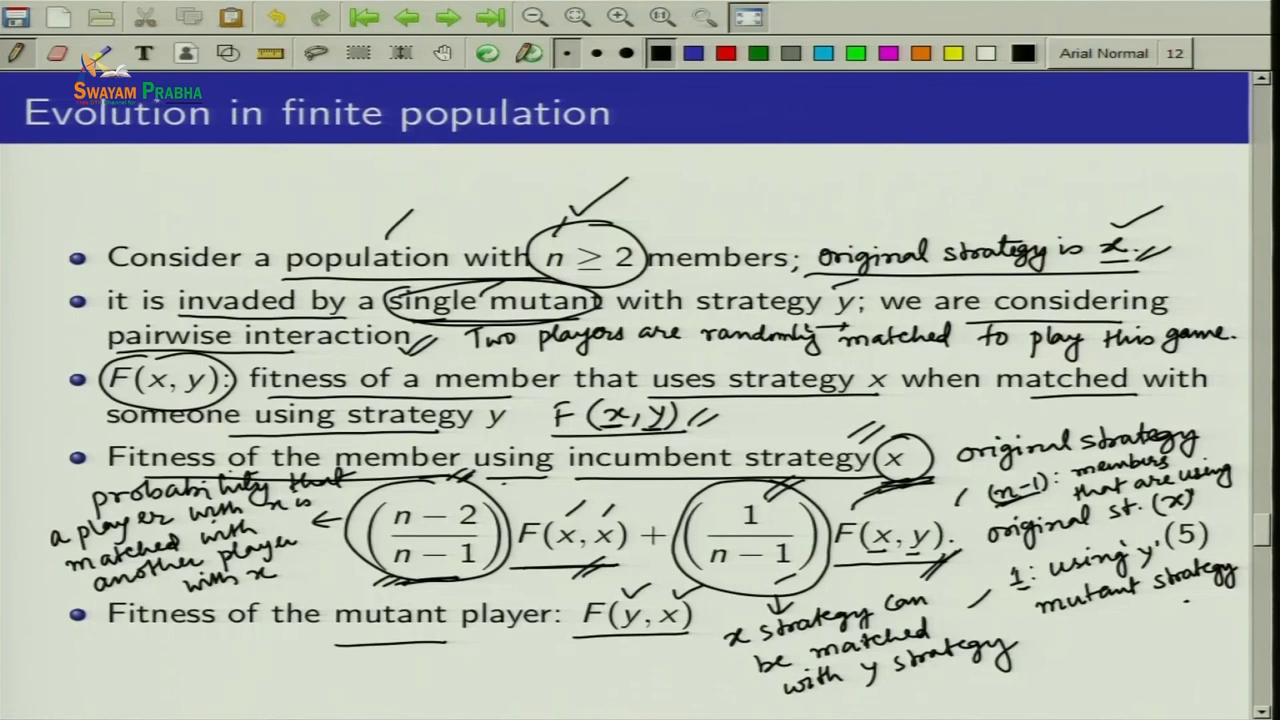 Arial Normal 12
SWAYAM PRABHA
Evolution in finite population
Consider a population with n ≥ 2 members; original strategy is x.
it is invaded by a single mutant with strategy y; we are considering
pairwise interaction Two players are randomly matched to play this game.
F(x, y): fitness of a member that uses strategy x when matched with
someone using strategy y F(x, y)
Fitness of the member using incumbent strategy x original strategy
probability that
a player with x is
matched with
another player
with x
(n − 2 / n − 1) F(x, x) + (1 / n − 1) F(x, y). (5)
(n-1): members
that are using
original st. (x)
1: using 'y'
mutant strategy
Fitness of the mutant player: F(y, x)
x strategy can
be matched
with y strategy